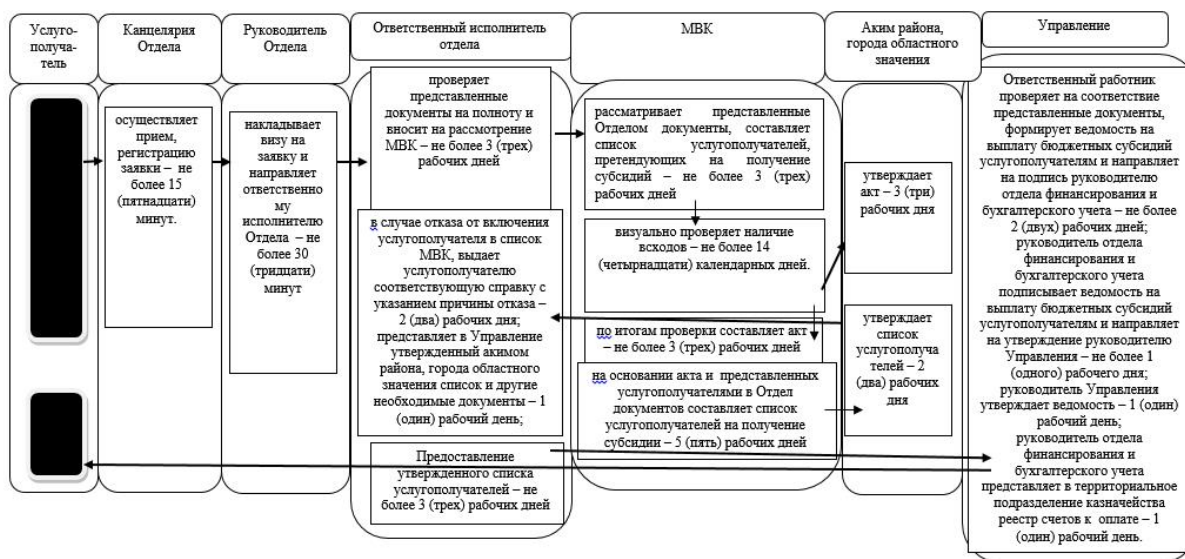 Услуго-
получа-
тель
Канцелярия
Отдела
Руководитель
Отдела
Ответственный исполнитель
отдела
МВК
Аким района,
города областного
значения
Управление
осуществляет
прием,
регистрацию
заявки – не
более 15
(пятнадцати)
минут.
накладывает
визу на
заявку и
направляет
ответственно
му
исполнителю
Отдела – не
более 30
(тридцати)
минут
проверяет
представленные
документы на полноту и
вносит на рассмотрение
МВК – не более 3 (трех)
рабочих дней
в случае отказа от включения
услугополучателя в список
МВК, выдает
услугополучателю
соответствующую справку с
указанием причины отказа –
2 (два) рабочих дня;
представляет в Управление
утвержденный акимом
района, города областного
значения список и другие
необходимые документы – 1
(один) рабочий день;
Предоставление
утвержденного списка
услугополучателей – не
более 3 (трех) рабочих дней
рассматривает представленные
Отделом документы, составляет
список услугополучателей,
претендующих на получение
субсидий – не более 3 (трех)
рабочих дней
визуально проверяет наличие
всходов – не более 14
(четырнадцати) календарных дней.
по итогам проверки составляет акт
– не более 3 (трех) рабочих дней
на основании акта и представленных
услугополучателями в Отдел
документов составляет список
услугополучателей на получение
субсидии – 5 (пять) рабочих дней
утверждает
акт – 3 (три)
рабочих дня
утверждает
список
услугополуча
телей – 2
(два) рабочих
дня
Ответственный работник
проверяет на соответствие
представленные документы,
формирует ведомость на
выплату бюджетных субсидий
услугополучателям и направляет
на подпись руководителю
отдела финансирования и
бухгалтерского учета – не более
2 (двух) рабочих дней;
руководитель отдела
финансирования и
бухгалтерского учета
подписывает ведомость на
выплату бюджетных субсидий
услугополучателям и направляет
на утверждение руководителю
Управления – не более 1
(одного) рабочего дня;
руководитель Управления
утверждает ведомость – 1 (один)
рабочий день;
руководитель отдела
финансирования и
бухгалтерского учета
представляет в территориальное
подразделение казначейства
реестр счетов к оплате – 1
(один) рабочий день.